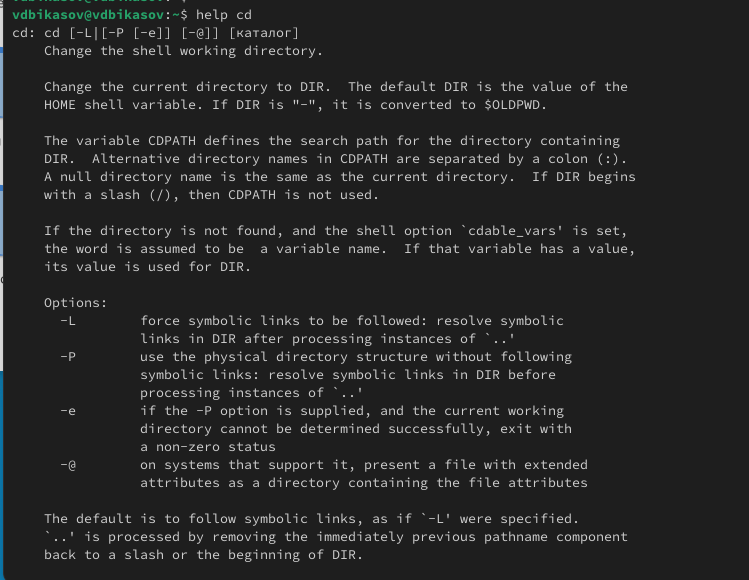 vdbikasov@vdbikasov:~$ help cd
cd: cd [-L|[-P [-e]] [-@]] [каталог]
    Change the shell working directory.

    Change the current directory to DIR.  The default DIR is the value of the
    HOME shell variable. If DIR is "-", it is converted to $OLDPWD.

    The variable CDPATH defines the search path for the directory containing
    DIR.  Alternative directory names in CDPATH are separated by a colon (:).
    A null directory name is the same as the current directory.  If DIR begins
    with a slash (/), then CDPATH is not used.

    If the directory is not found, and the shell option `cdable_vars' is set,
    the word is assumed to be  a variable name.  If that variable has a value,
    its value is used for DIR.

    Options:
      -L        force symbolic links to be followed: resolve symbolic
                links in DIR after processing instances of `..'
      -P        use the physical directory structure without following
                symbolic links: resolve symbolic links in DIR before
                processing instances of `..'
      -e        if the -P option is supplied, and the current working
                directory cannot be determined successfully, exit with
                a non-zero status
      -@        on systems that support it, present a file with extended
                attributes as a directory containing the file attributes

    The default is to follow symbolic links, as if `-L' were specified.
    `..' is processed by removing the immediately previous pathname component
    back to a slash or the beginning of DIR.